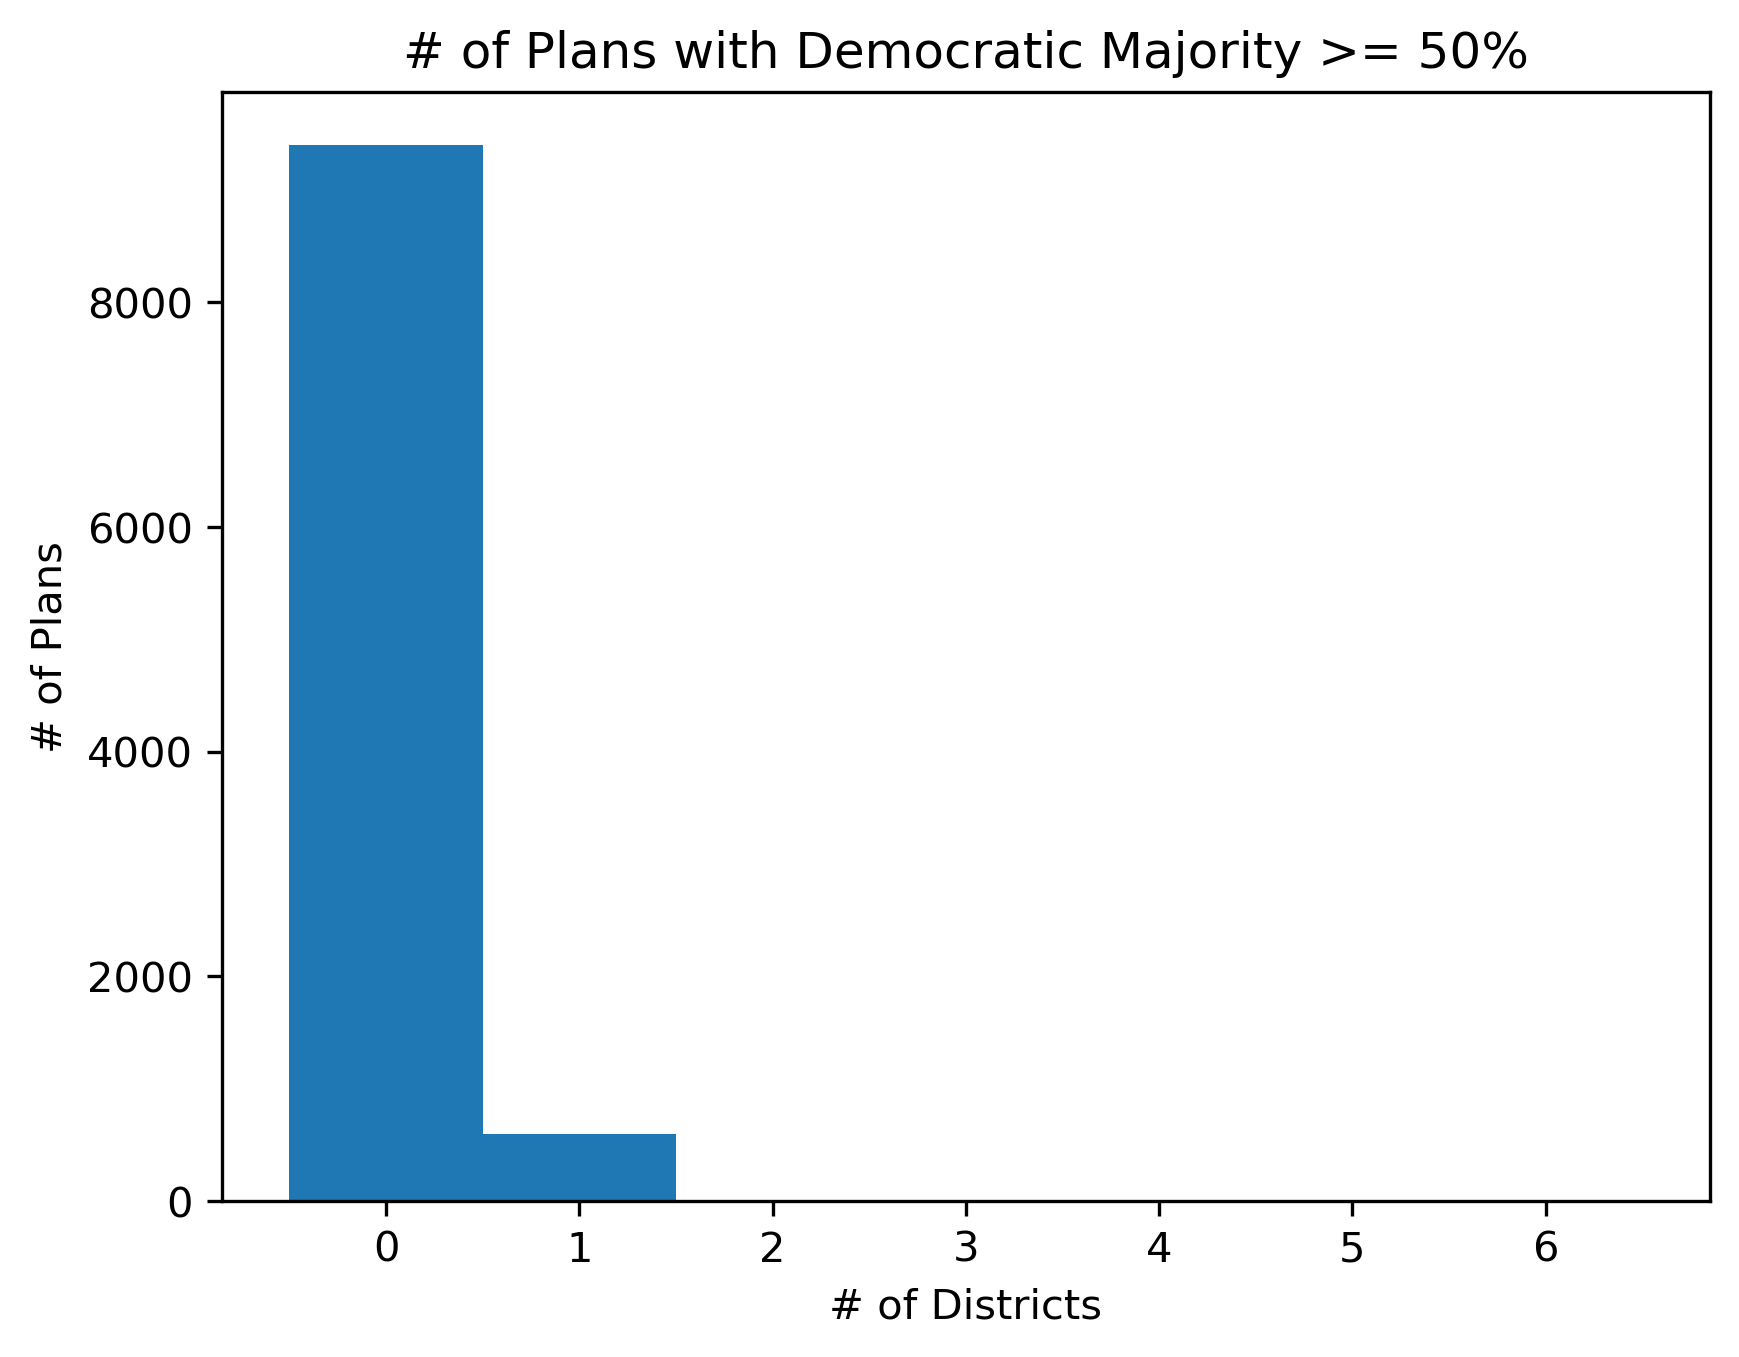 # of Plans with Democratic Majority >= 50%
8000
6000
4000
2000
0
# of Plans
0 1 2 3 4 5 6
# of Districts